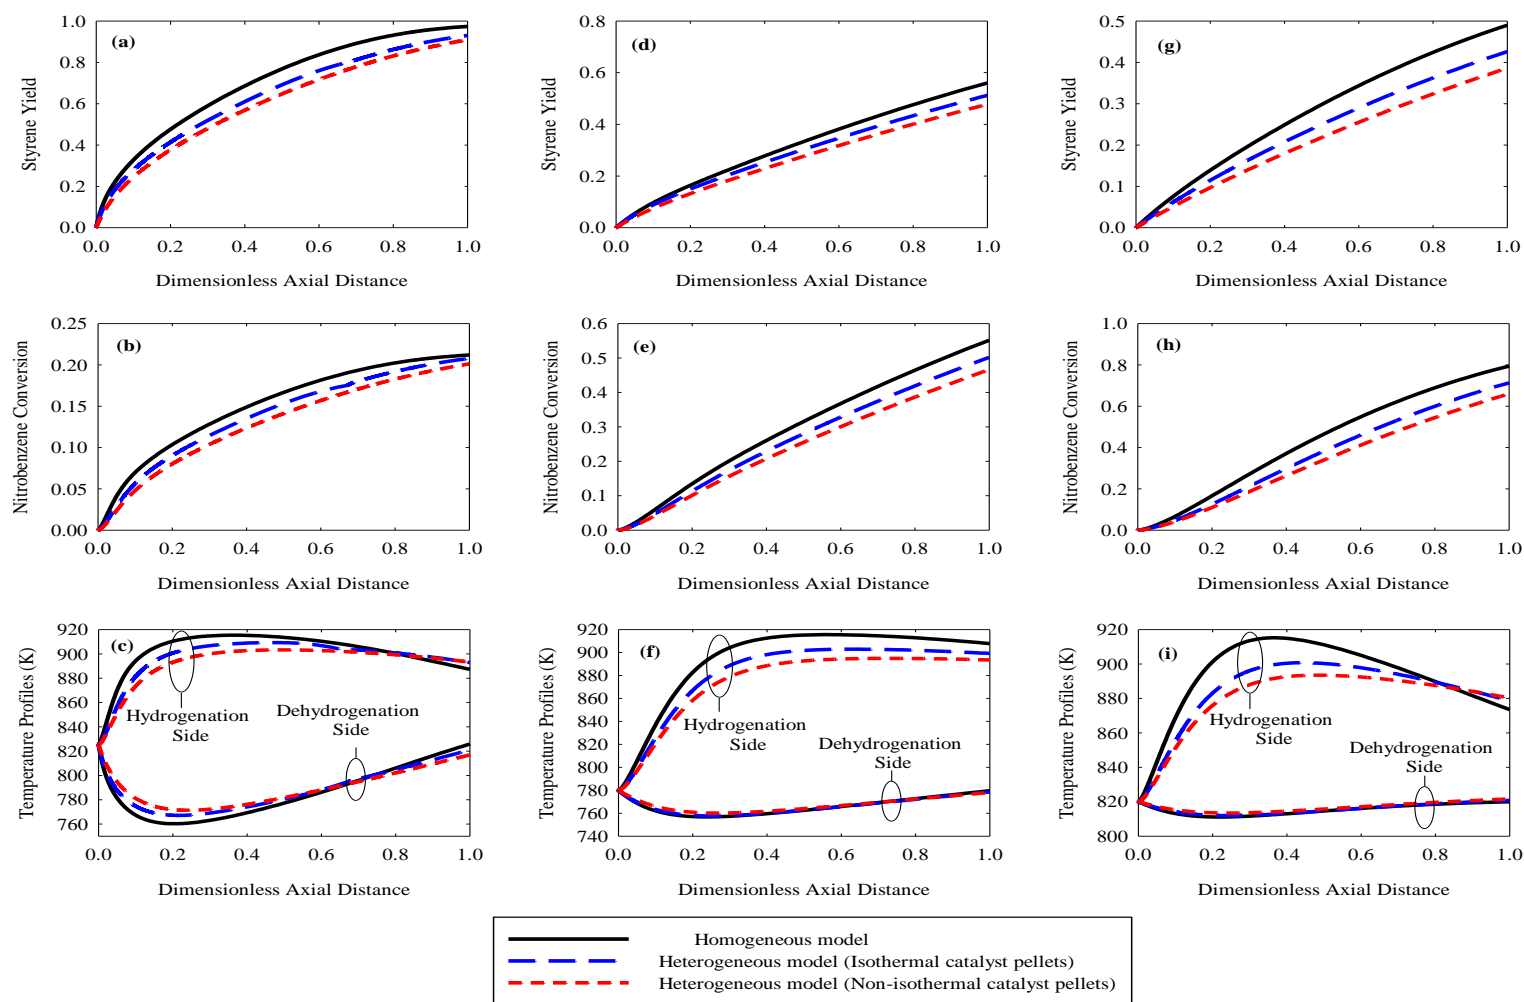 (a)
Styrene Yield
1.0
0.8
0.6
0.4
0.2
0.0
0.0 0.2 0.4 0.6 0.8 1.0
Dimensionless Axial Distance
(d)
Styrene Yield
0.8
0.6
0.4
0.2
0.0
0.0 0.2 0.4 0.6 0.8 1.0
Dimensionless Axial Distance
(g)
Styrene Yield
0.5
0.4
0.3
0.2
0.1
0.0
0.0 0.2 0.4 0.6 0.8 1.0
Dimensionless Axial Distance
(b)
Nitrobenzene Conversion
0.25
0.20
0.15
0.10
0.05
0.00
0.0 0.2 0.4 0.6 0.8 1.0
Dimensionless Axial Distance
(e)
Nitrobenzene Conversion
0.6
0.5
0.4
0.3
0.2
0.1
0.0
0.0 0.2 0.4 0.6 0.8 1.0
Dimensionless Axial Distance
(h)
Nitrobenzene Conversion
1.0
0.8
0.6
0.4
0.2
0.0
0.0 0.2 0.4 0.6 0.8 1.0
Dimensionless Axial Distance
(c)
Temperature Profiles (K)
920
900
880
860
840
820
800
780
760
Hydrogenation
Side
Dehydrogenation
Side
0.0 0.2 0.4 0.6 0.8 1.0
Dimensionless Axial Distance
(f)
Temperature Profiles (K)
920
900
880
860
840
820
800
780
760
740
Hydrogenation
Side
Dehydrogenation
Side
0.0 0.2 0.4 0.6 0.8 1.0
Dimensionless Axial Distance
(i)
Temperature Profiles (K)
920
900
880
860
840
820
800
Hydrogenation
Side
Dehydrogenation
Side
0.0 0.2 0.4 0.6 0.8 1.0
Dimensionless Axial Distance
Homogeneous model
Heterogeneous model (Isothermal catalyst pellets)
Heterogeneous model (Non-isothermal catalyst pellets)